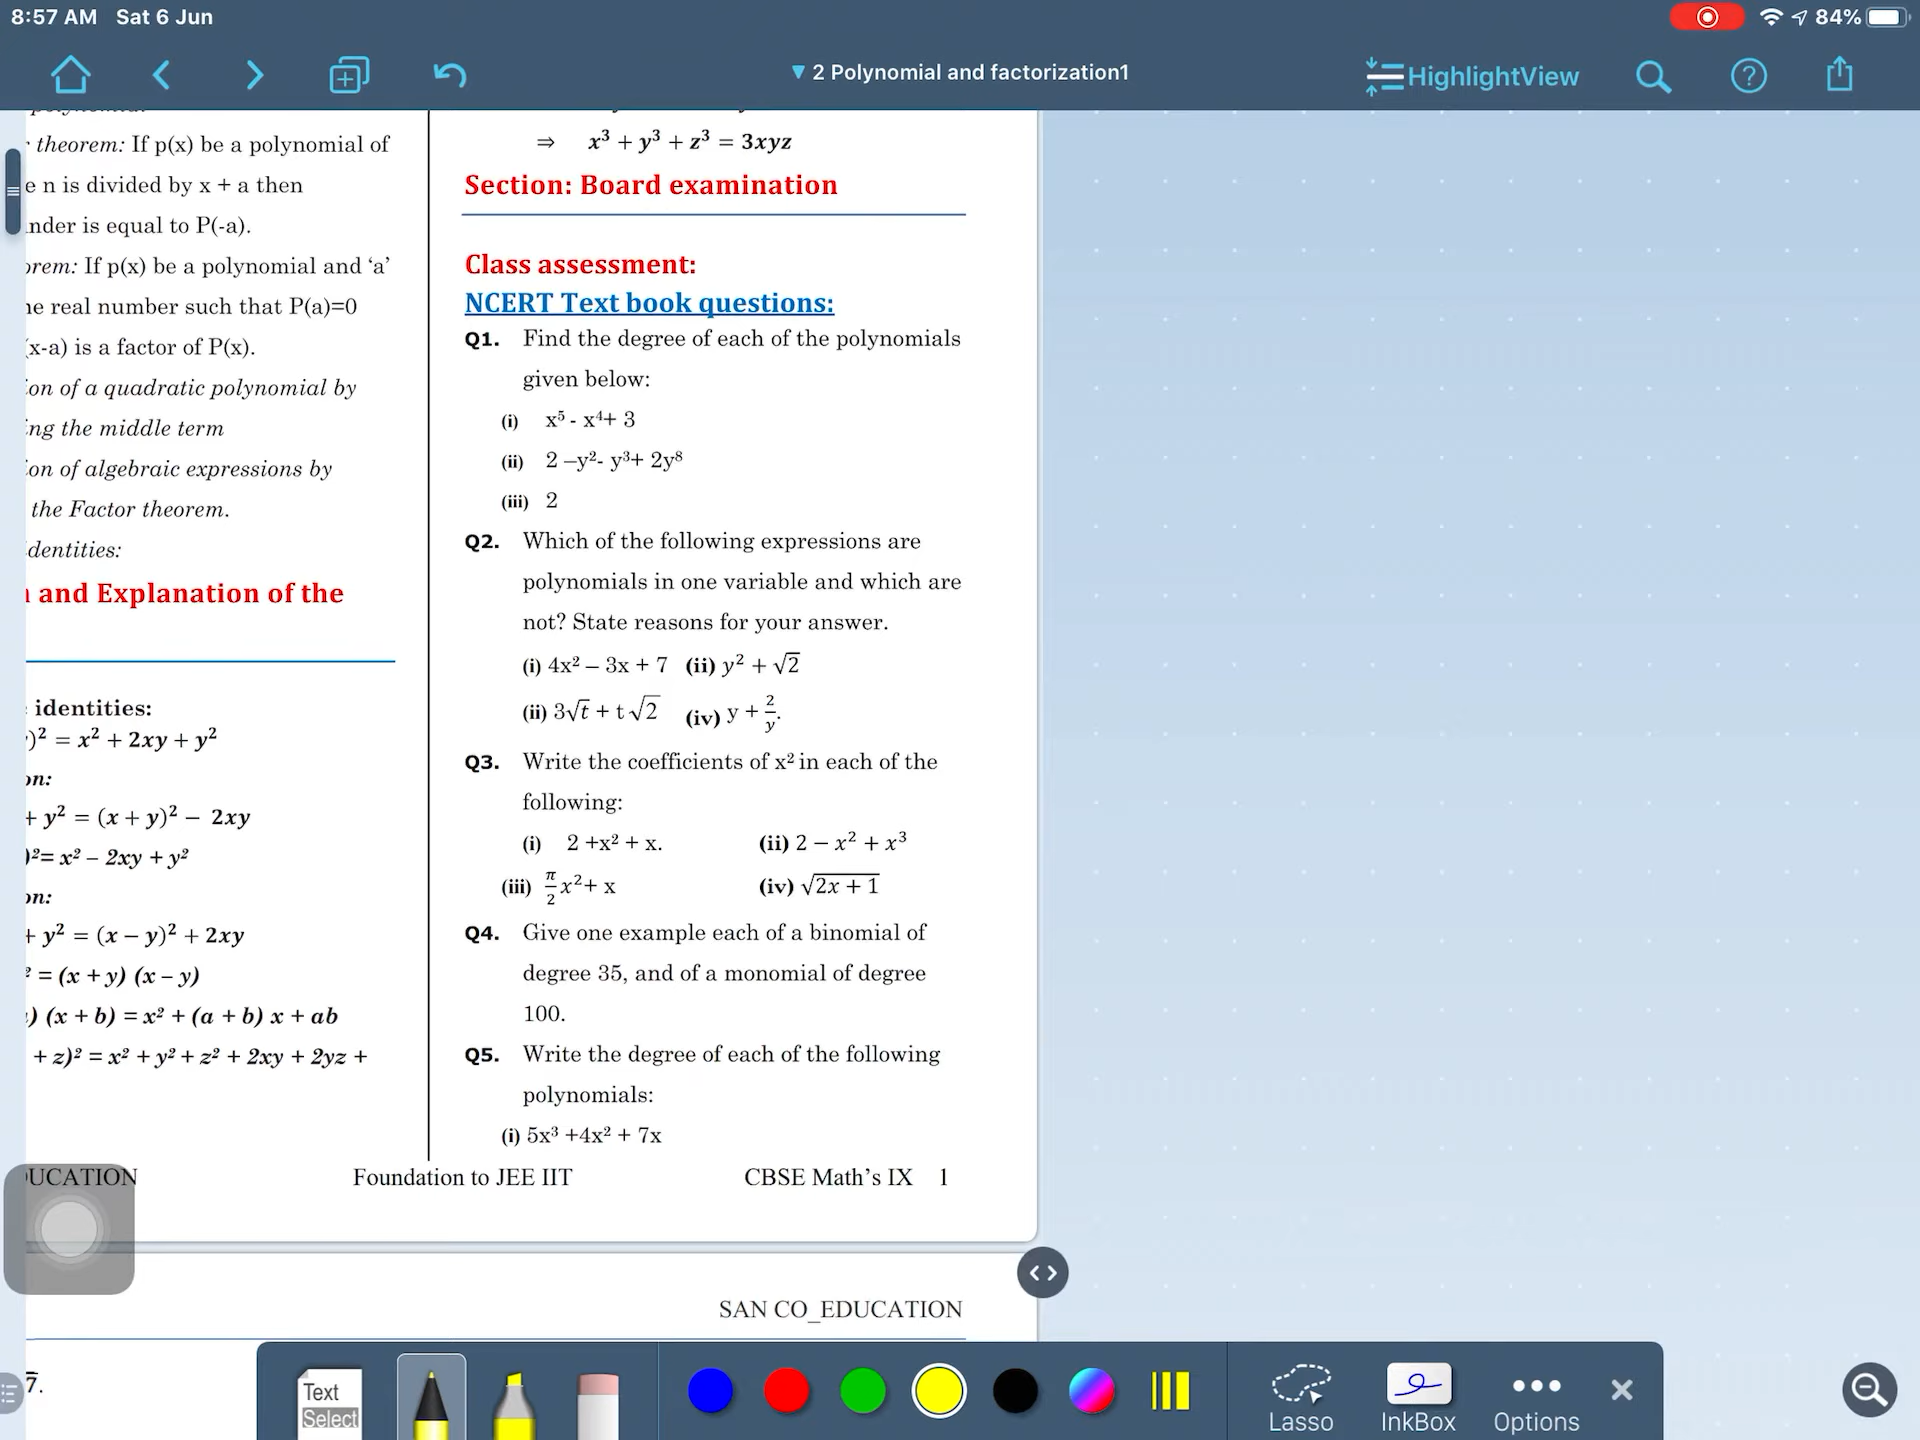 8:57 AM Sat 6 Jun
84%
2 Polynomial and factorization1
HighlightView
theorem: If p(x) be a polynomial of
n is divided by x + a then
is equal to P(-a).
If p(x) be a polynomial and ‘a’
real number such that P(a)=0
(x-a) is a factor of P(x).
of a quadratic polynomial by
the middle term
of algebraic expressions by
the Factor theorem.
and Explanation of the
identities:
)² = x² + 2xy + y²
+ y² = (x + y)² − 2xy
)²= x² – 2xy + y²
+ y² = (x − y)² + 2xy
= (x + y) (x – y)
) (x + b) = x² + (a + b) x + ab
+ z)² = x² + y² + z² + 2xy + 2yz +
⇒ x³ + y³ + z³ = 3xyz
Section: Board examination
Class assessment:
NCERT Text book questions:
Q1. Find the degree of each of the polynomials
given below:
(i) x⁵ - x⁴+ 3
(ii) 2 –y²- y³+ 2y⁸
(iii) 2
Q2. Which of the following expressions are
polynomials in one variable and which are
not? State reasons for your answer.
(i) 4x² – 3x + 7 (ii) y² + √2
(ii) 3√t + t√2 (iv) y + 2/y.
Q3. Write the coefficients of x² in each of the
following:
(i) 2 +x² + x. (ii) 2 − x² + x³
(iii) π/2 x²+ x (iv) √(2x + 1)
Q4. Give one example each of a binomial of
degree 35, and of a monomial of degree
100.
Q5. Write the degree of each of the following
polynomials:
(i) 5x³ +4x² + 7x
Foundation to JEE IIT CBSE Math’s IX 1
SAN CO_EDUCATION
7.
Text
Select
Lasso
InkBox
Options